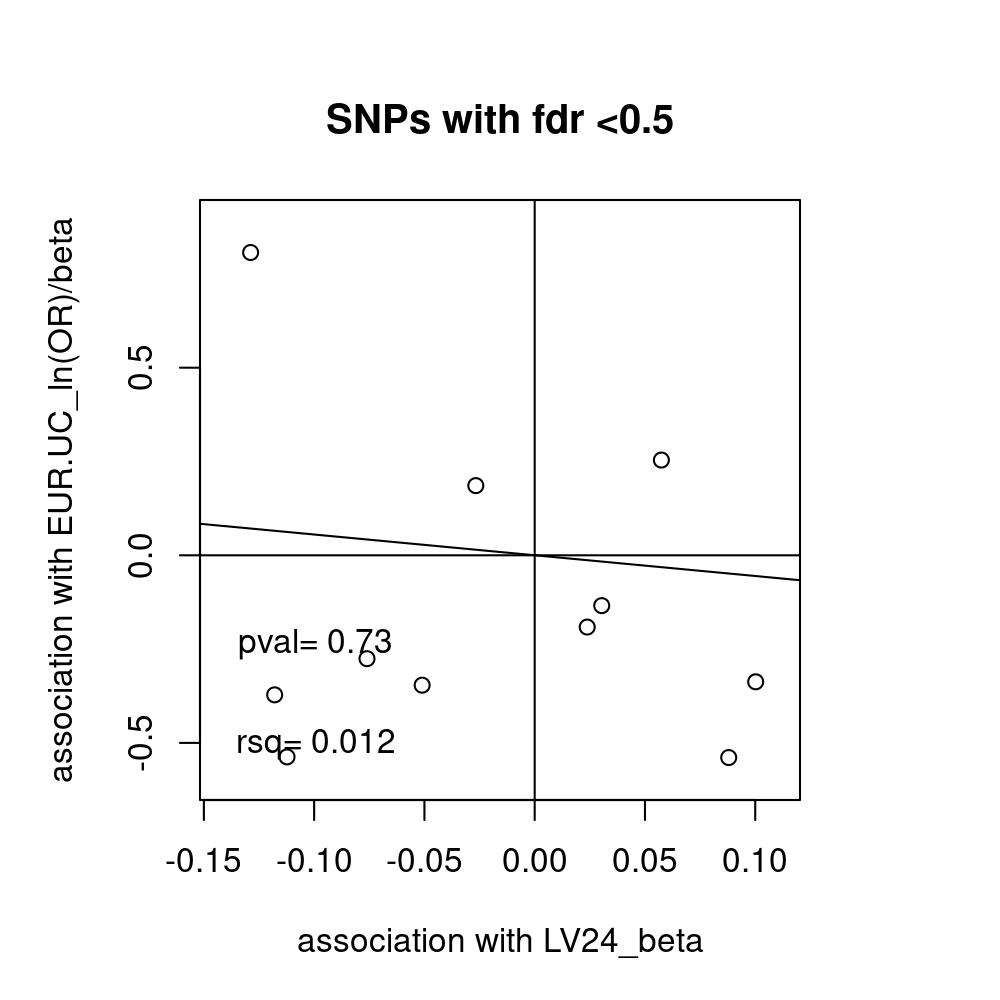 SNPs with fdr <0.5
association with EUR.UC_ln(OR)/beta
0.5
0.0
-0.5
pval= 0.73
rsq= 0.012
-0.15 -0.10 -0.05 0.00 0.05 0.10
association with LV24_beta